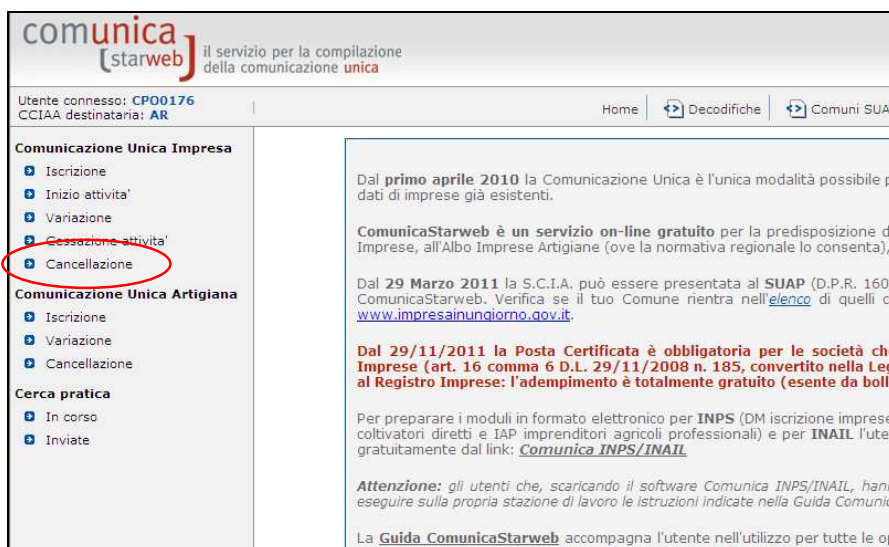 comunica
[starweb]
il servizio per la compilazione
della comunicazione unica
Utente connesso: CPO0176
CCIAA destinataria: AR
Home
Decodifiche
Comuni SUA
Comunicazione Unica Impresa
Iscrizione
Inizio attivita'
Variazione
Cessazione attivita'
Cancellazione
Comunicazione Unica Artigiana
Iscrizione
Variazione
Cancellazione
Cerca pratica
In corso
Inviate
Dal primo aprile 2010 la Comunicazione Unica è l'unica modalità possibile p
dati di imprese già esistenti.
ComunicaStarweb è un servizio on-line gratuito per la predisposizione d
Imprese, all'Albo Imprese Artigiane (ove la normativa regionale lo consenta),
Dal 29 Marzo 2011 la S.C.I.A. può essere presentata al SUAP (D.P.R. 160
ComunicaStarweb. Verifica se il tuo Comune rientra nell'elenco di quelli c
www.impresainungiorno.gov.it.
Dal 29/11/2011 la Posta Certificata è obbligatoria per le società che
Imprese (art. 16 comma 6 D.L. 29/11/2008 n. 185, convertito nella Leg
al Registro Imprese: l'adempimento è totalmente gratuito (esente da boll
Per preparare i moduli in formato elettronico per INPS (DM iscrizione imprese
coltivatori diretti e IAP imprenditori agricoli professionali) e per INAIL l'ute
gratuitamente dal link: Comunica INPS/INAIL
Attenzione: gli utenti che, scaricando il software Comunica INPS/INAIL, hann
eseguire sulla propria stazione di lavoro le istruzioni indicate nella Guida Comunic
La Guida ComunicaStarweb accompagna l'utente nell'utilizzo per tutte le op